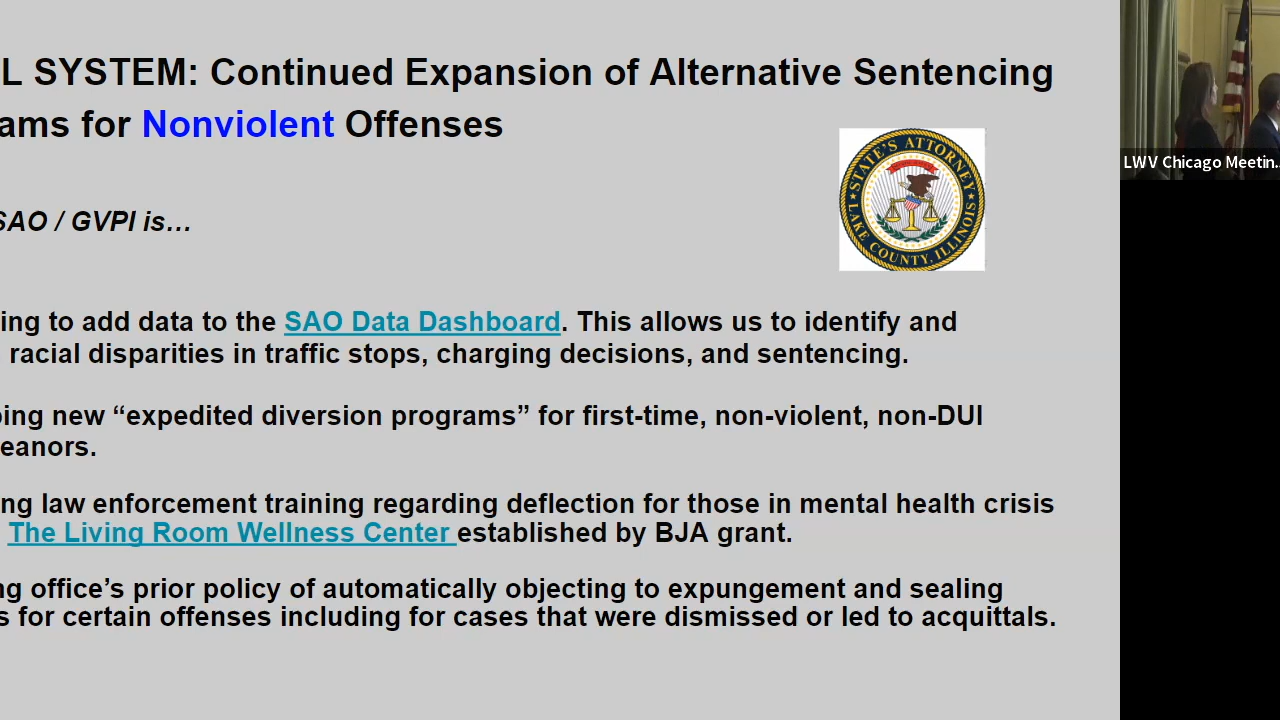 L SYSTEM: Continued Expansion of Alternative Sentencing
ams for Nonviolent Offenses
STATE'S ATTORNEY
LAKE COUNTY, ILLINOIS
SAO / GVPI is…
ing to add data to the SAO Data Dashboard. This allows us to identify and
racial disparities in traffic stops, charging decisions, and sentencing.
ing new “expedited diversion programs” for first-time, non-violent, non-DUI
eanors.
ng law enforcement training regarding deflection for those in mental health crisis
The Living Room Wellness Center established by BJA grant.
ng office’s prior policy of automatically objecting to expungement and sealing
s for certain offenses including for cases that were dismissed or led to acquittals.
LWV Chicago Meetin...